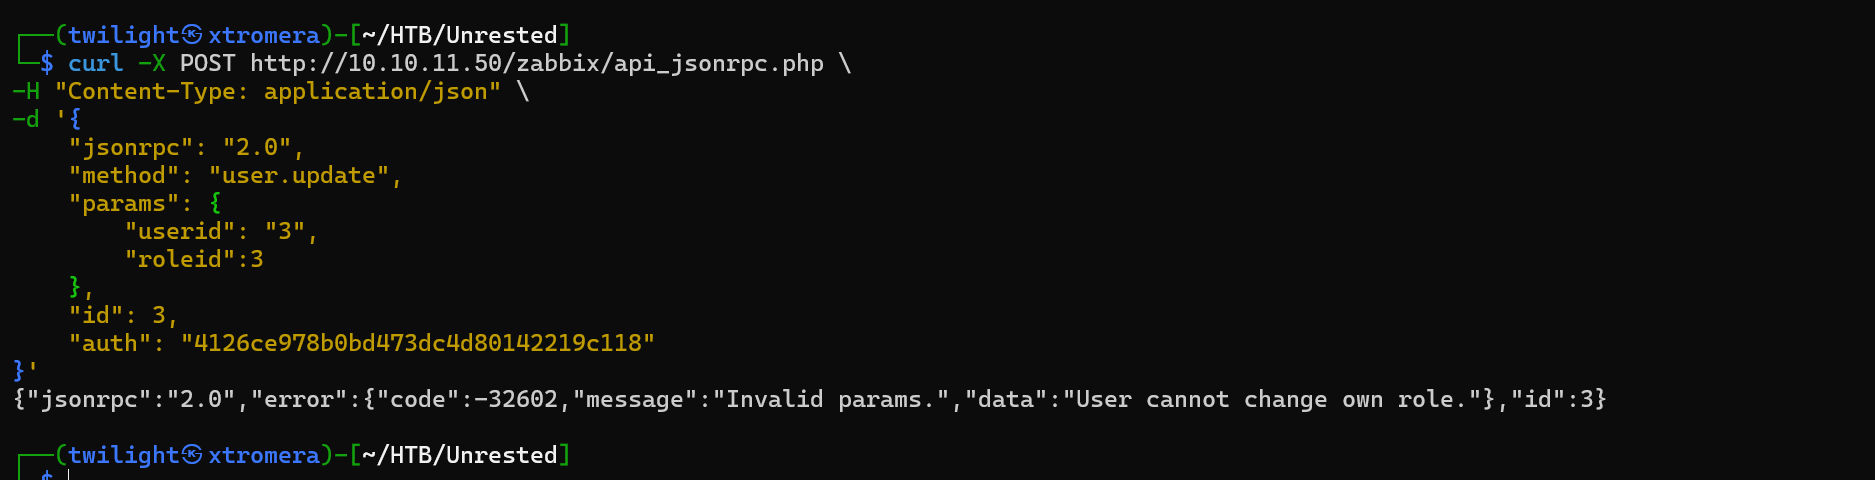 ┌──(twilight㉿xtromera)-[~/HTB/Unrested]
└─$ curl -X POST http://10.10.11.50/zabbix/api_jsonrpc.php \
-H "Content-Type: application/json" \
-d '{
    "jsonrpc": "2.0",
    "method": "user.update",
    "params": {
        "userid": "3",
        "roleid":3
    },
    "id": 3,
    "auth": "4126ce978b0bd473dc4d80142219c118"
}'
{"jsonrpc":"2.0","error":{"code":-32602,"message":"Invalid params.","data":"User cannot change own role."},"id":3}
┌──(twilight㉿xtromera)-[~/HTB/Unrested]
└─$